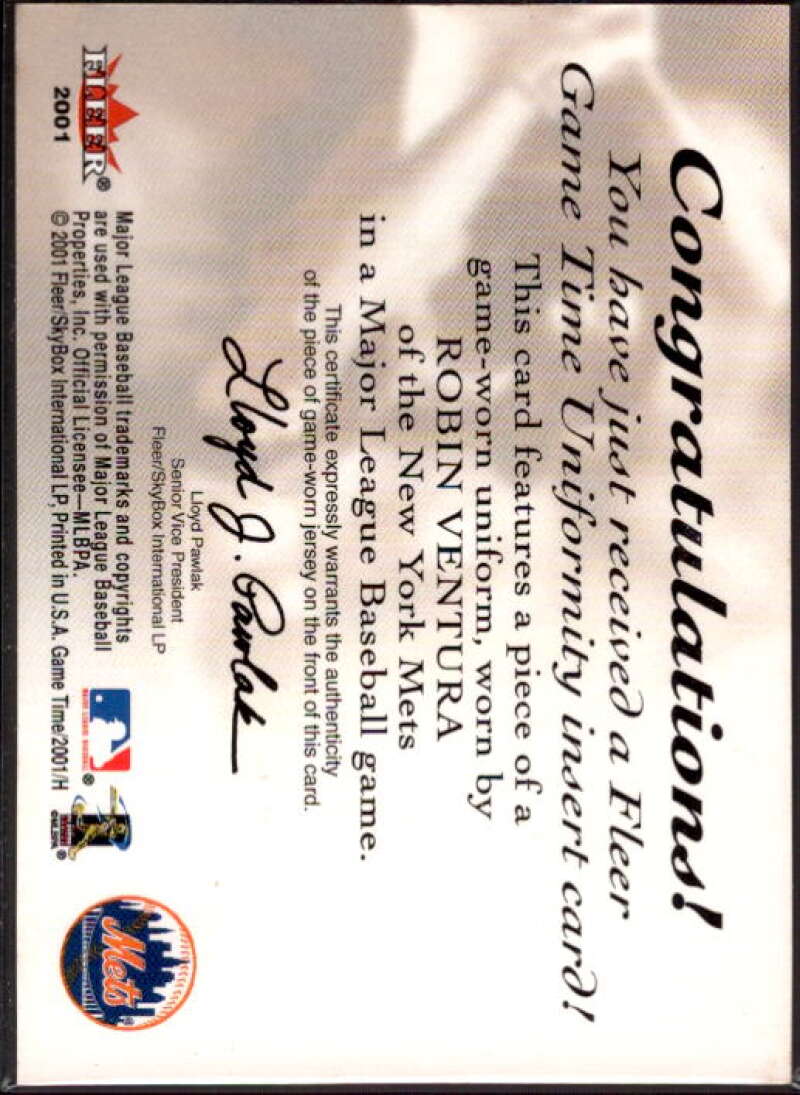 Congratulations!
You have just received a Fleer
Game Time Uniformity insert card!
This card features a piece of a
game-worn uniform, worn by
ROBIN VENTURA
of the New York Mets
in a Major League Baseball game.
This certificate expressly warrants the authenticity
of the piece of game-worn jersey on the front of this card.
Lloyd J. Pawlak
Lloyd Pawlak
Senior Vice President
Fleer/SkyBox International LP
FLEER®
2001
Major League Baseball trademarks and copyrights
are used with permission of Major League Baseball
Properties, Inc. Official Licensee—MLBPA.
© 2001 Fleer/SkyBox International LP, Printed in U.S.A. Game Time/2001/H
MAJOR LEAGUE BASEBALL ®
®
Mets